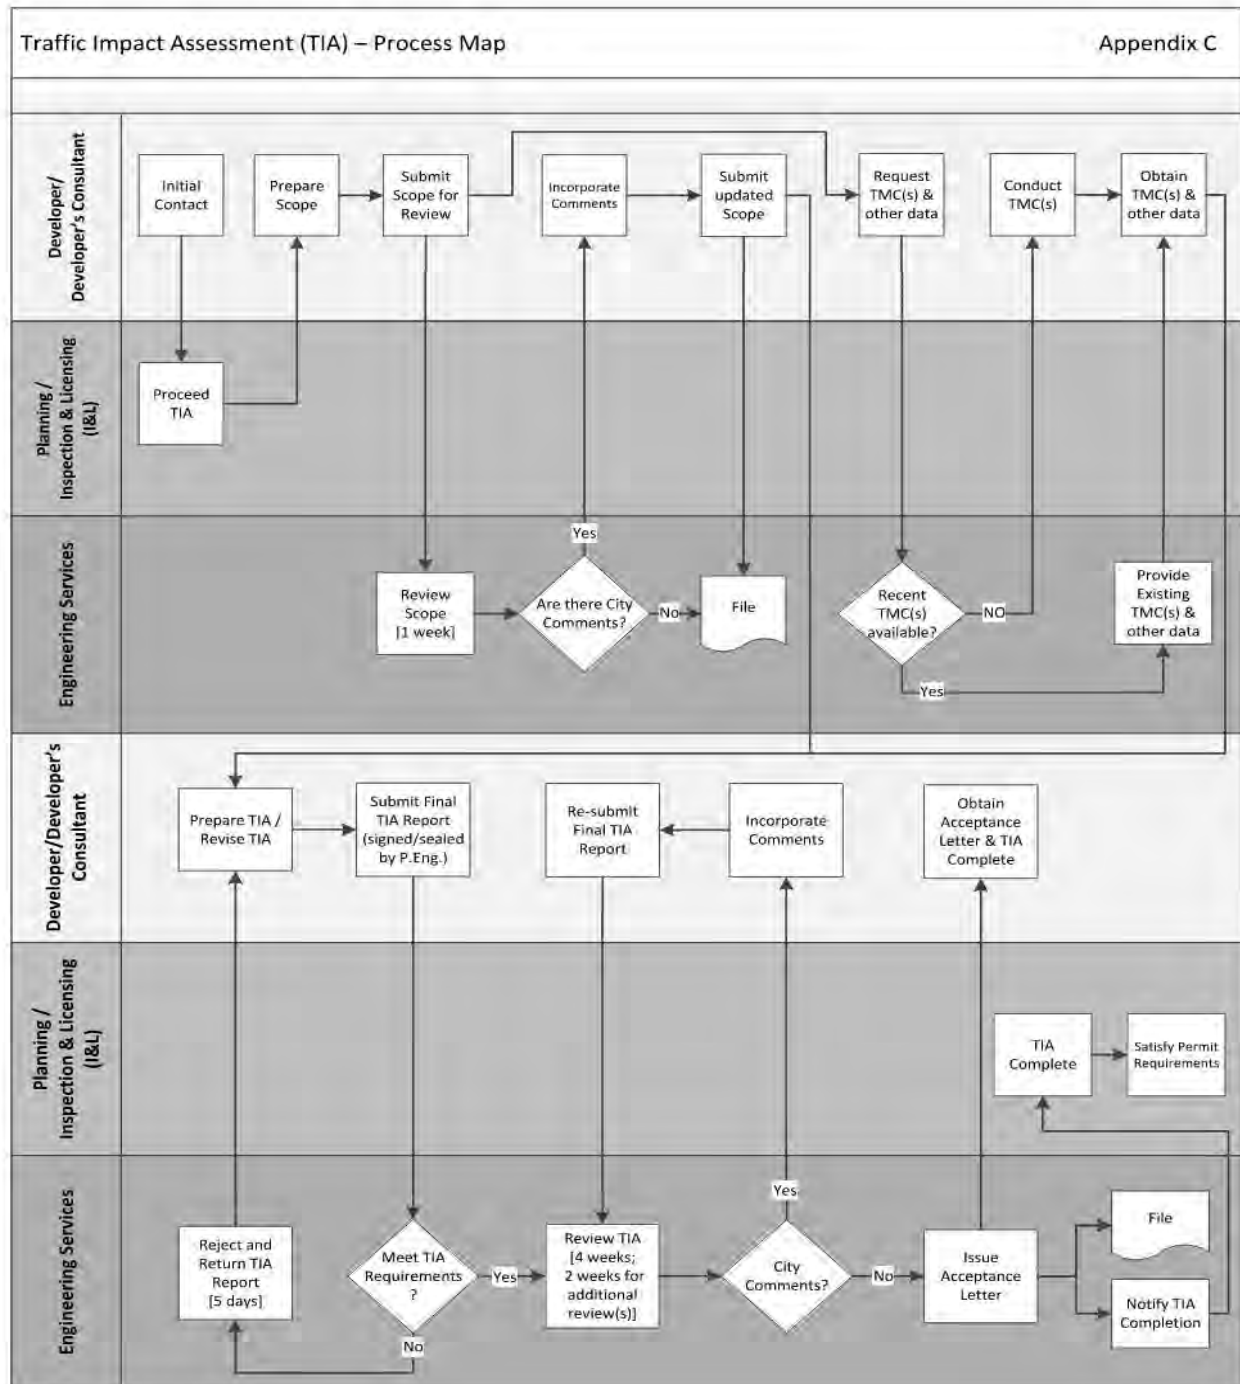 Traffic Impact Assessment (TIA) – Process Map
Appendix C
Developer/
Developer's Consultant
Initial
Contact
Prepare
Scope
Submit
Scope for
Review
Incorporate
Comments
Submit
updated
Scope
Request
TMC(s) &
other data
Conduct
TMC(s)
Obtain
TMC(s) &
other data
Planning /
Inspection & Licensing
(I&L)
Proceed
TIA
Engineering Services
Review
Scope
[1 week]
Yes
Are there City
Comments?
No
File
Recent
TMC(s)
available?
NO
Yes
Provide
Existing
TMC(s) &
other data
Developer/Developer's
Consultant
Prepare TIA /
Revise TIA
Submit Final
TIA Report
(signed/sealed
by P.Eng.)
Re-submit
Final TIA
Report
Incorporate
Comments
Obtain
Acceptance
Letter & TIA
Complete
Planning /
Inspection & Licensing
(I&L)
TIA
Complete
Satisfy Permit
Requirements
Engineering Services
Reject and
Return TIA
Report
[5 days]
Meet TIA
Requirements
?
Yes
No
Review TIA
[4 weeks;
2 weeks for
additional
review(s)]
Yes
City
Comments?
No
Issue
Acceptance
Letter
File
Notify TIA
Completion